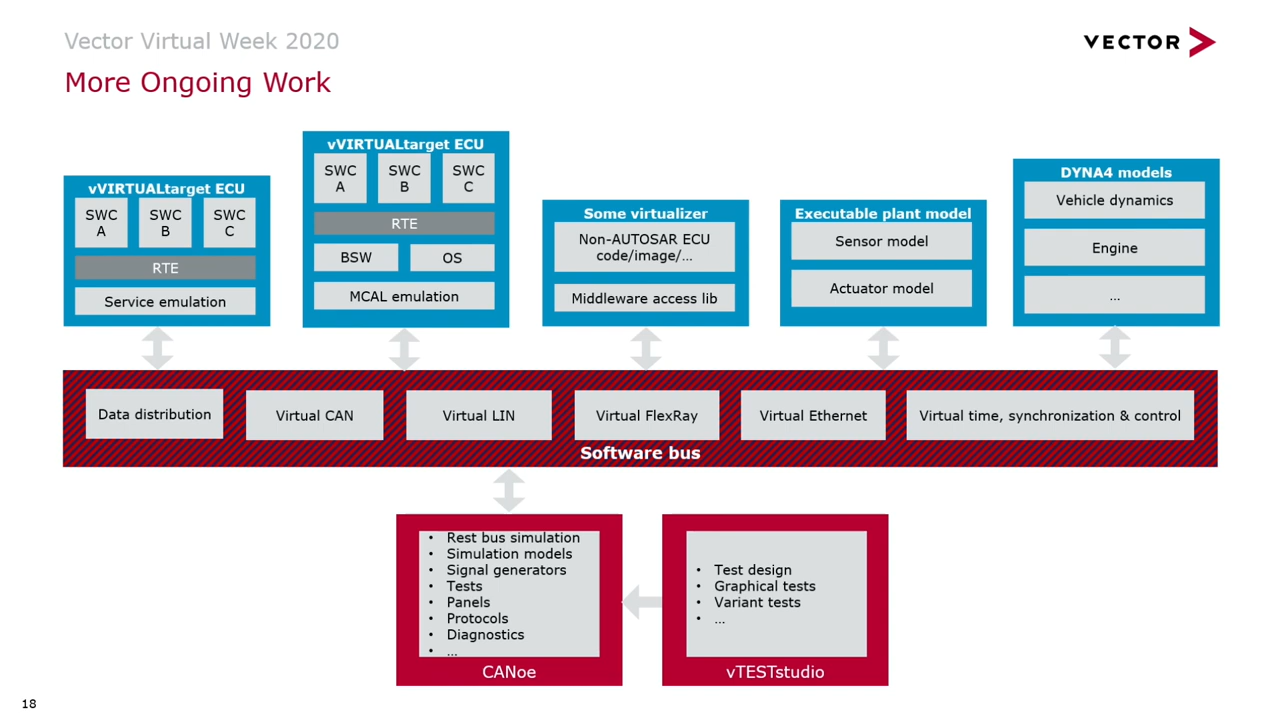 Vector Virtual Week 2020
VECTOR
More Ongoing Work
vVIRTUALtarget ECU
SWC
A
SWC
B
SWC
C
RTE
Service emulation
vVIRTUALtarget ECU
SWC
A
SWC
B
SWC
C
RTE
BSW
OS
MCAL emulation
Some virtualizer
Non-AUTOSAR ECU
code/image/...
Middleware access lib
Executable plant model
Sensor model
Actuator model
DYNA4 models
Vehicle dynamics
Engine
...
Data distribution
Virtual CAN
Virtual LIN
Virtual FlexRay
Virtual Ethernet
Virtual time, synchronization & control
Software bus
• Rest bus simulation
• Simulation models
• Signal generators
• Tests
• Panels
• Protocols
• Diagnostics
• ...
CANoe
• Test design
• Graphical tests
• Variant tests
• ...
vTESTstudio
18